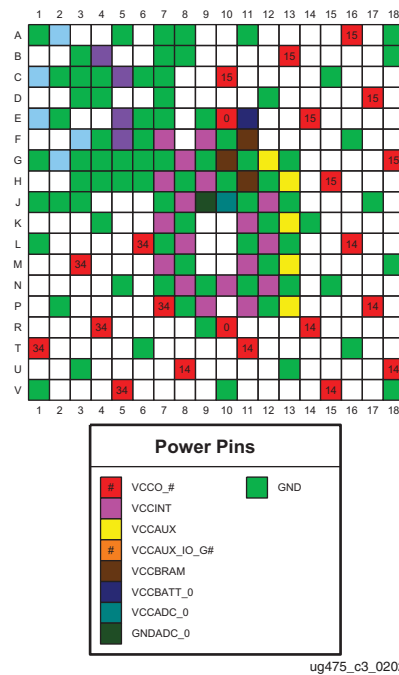 1 2 3 4 5 6 7 8 9 10 11 12 13 14 15 16 17 18
A 15
B 13
C 15
D 17
E 0 14
F
G 15
H 15
J
K
L 34 14
M 34
N
P 34 14
R 34 0 14
T 34 14
U 14 14
V 34 15
1 2 3 4 5 6 7 8 9 10 11 12 13 14 15 16 17 18
Power Pins
# VCCO_# GND
VCCINT
VCCAUX
# VCCAUX_IO_G#
VCCBRAM
VCCBATT_0
VCCADC_0
GNDADC_0
ug475_c3_020